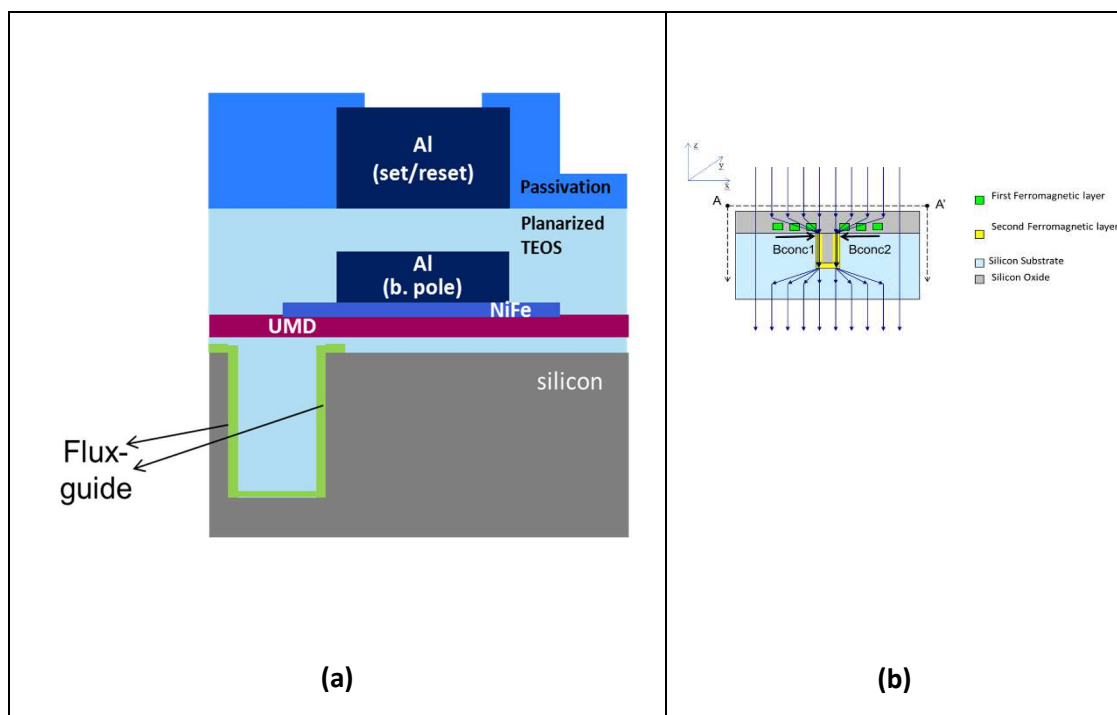 Al
(set/reset)
Passivation
Planarized
TEOS
Al
(b. pole)
NiFe
UMD
silicon
Flux-
guide
(a)
z
y
x
A
A'
First Ferromagnetic layer
Second Ferromagnetic layer
Bconc1
Bconc2
Silicon Substrate
Silicon Oxide
(b)